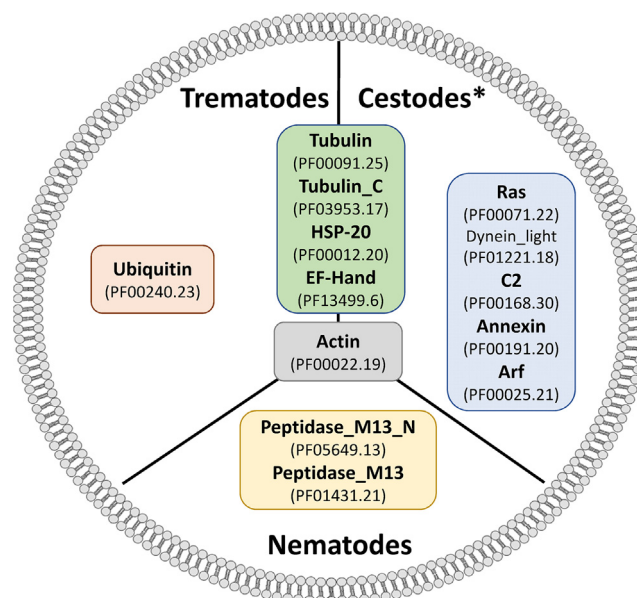 Trematodes
Cestodes*
Tubulin
(PF00091.25)
Tubulin_C
(PF03953.17)
HSP-20
(PF00012.20)
EF-Hand
(PF13499.6)
Ras
(PF00071.22)
Dynein_light
(PF01221.18)
C2
(PF00168.30)
Annexin
(PF00191.20)
Arf
(PF00025.21)
Ubiquitin
(PF00240.23)
Actin
(PF00022.19)
Peptidase_M13_N
(PF05649.13)
Peptidase_M13
(PF01431.21)
Nematodes